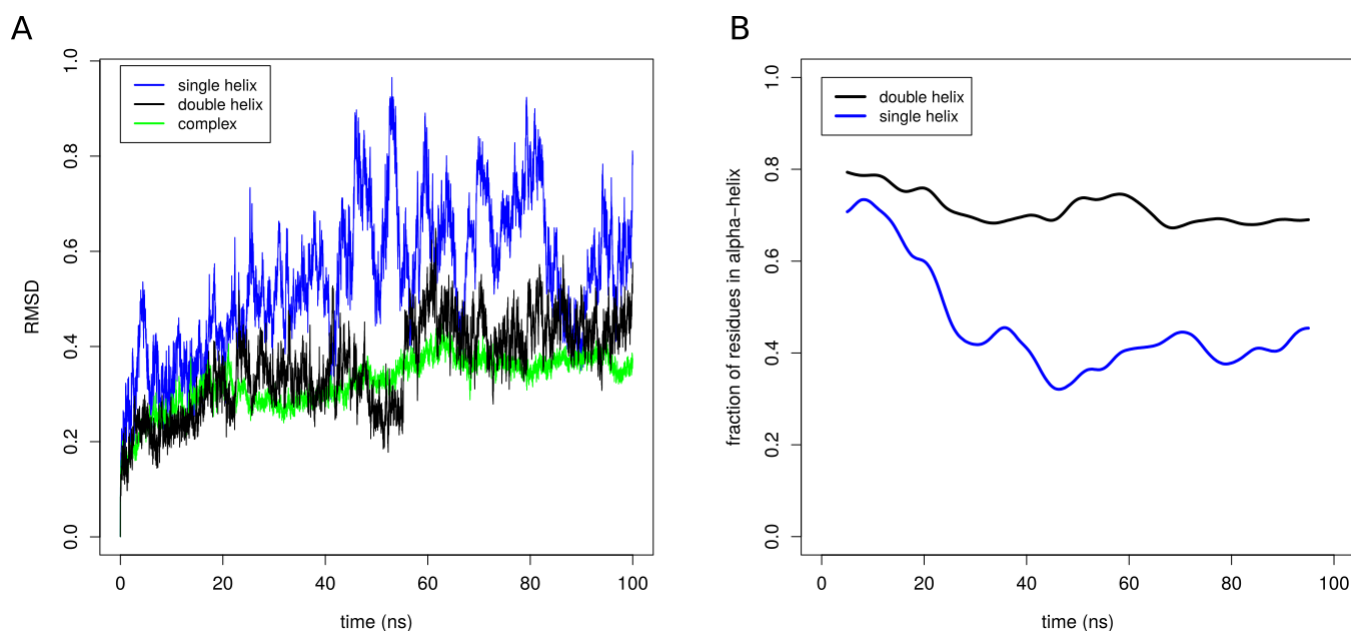 A
RMSD
0.0
0.2
0.4
0.6
0.8
1.0
single helix
double helix
complex
0 20 40 60 80 100
time (ns)
B
fraction of residues in alpha-helix
0.0
0.2
0.4
0.6
0.8
1.0
double helix
single helix
0 20 40 60 80 100
time (ns)